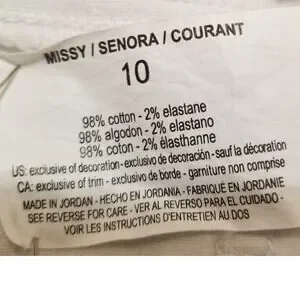 MISSY / SENORA / COURANT
10
98% cotton - 2% elastane
98% algodon - 2% elastano
98% coton - 2% élasthanne
US: exclusive of decoration - exclusivo de decoración - sauf la décoration
CA: exclusive of trim - exclusivo de borde - garniture non comprise
MADE IN JORDAN - HECHO EN JORDANIA - FABRIQUÉ EN JORDANIE
SEE REVERSE FOR CARE - VER AL REVERSO PARA EL CUIDADO -
VOIR LES INSTRUCTIONS D'ENTRETIEN AU DOS